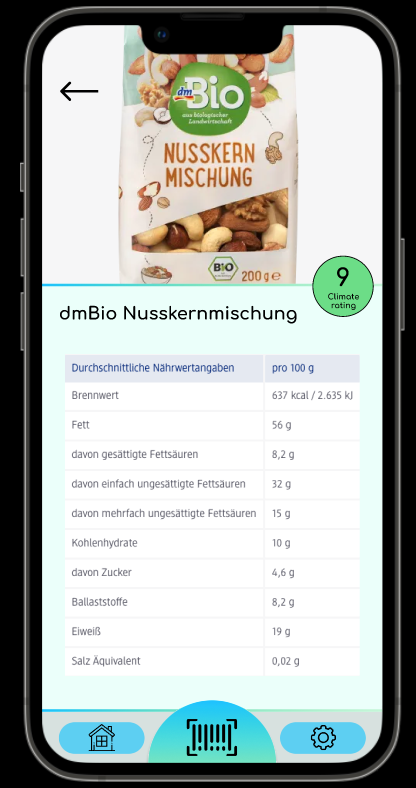 dm
Bio
aus biologischer
Landwirtschaft
NUSSKERN
MISCHUNG
BIO
200 g e
9
Climate
rating
dmBio Nusskernmischung
Durchschnittliche Nährwertangaben pro 100 g
Brennwert 637 kcal / 2.635 kJ
Fett 56 g
davon gesättigte Fettsäuren 8,2 g
davon einfach ungesättigte Fettsäuren 32 g
davon mehrfach ungesättigte Fettsäuren 15 g
Kohlenhydrate 10 g
davon Zucker 4,6 g
Ballaststoffe 8,2 g
Eiweiß 19 g
Salz Äquivalent 0,02 g